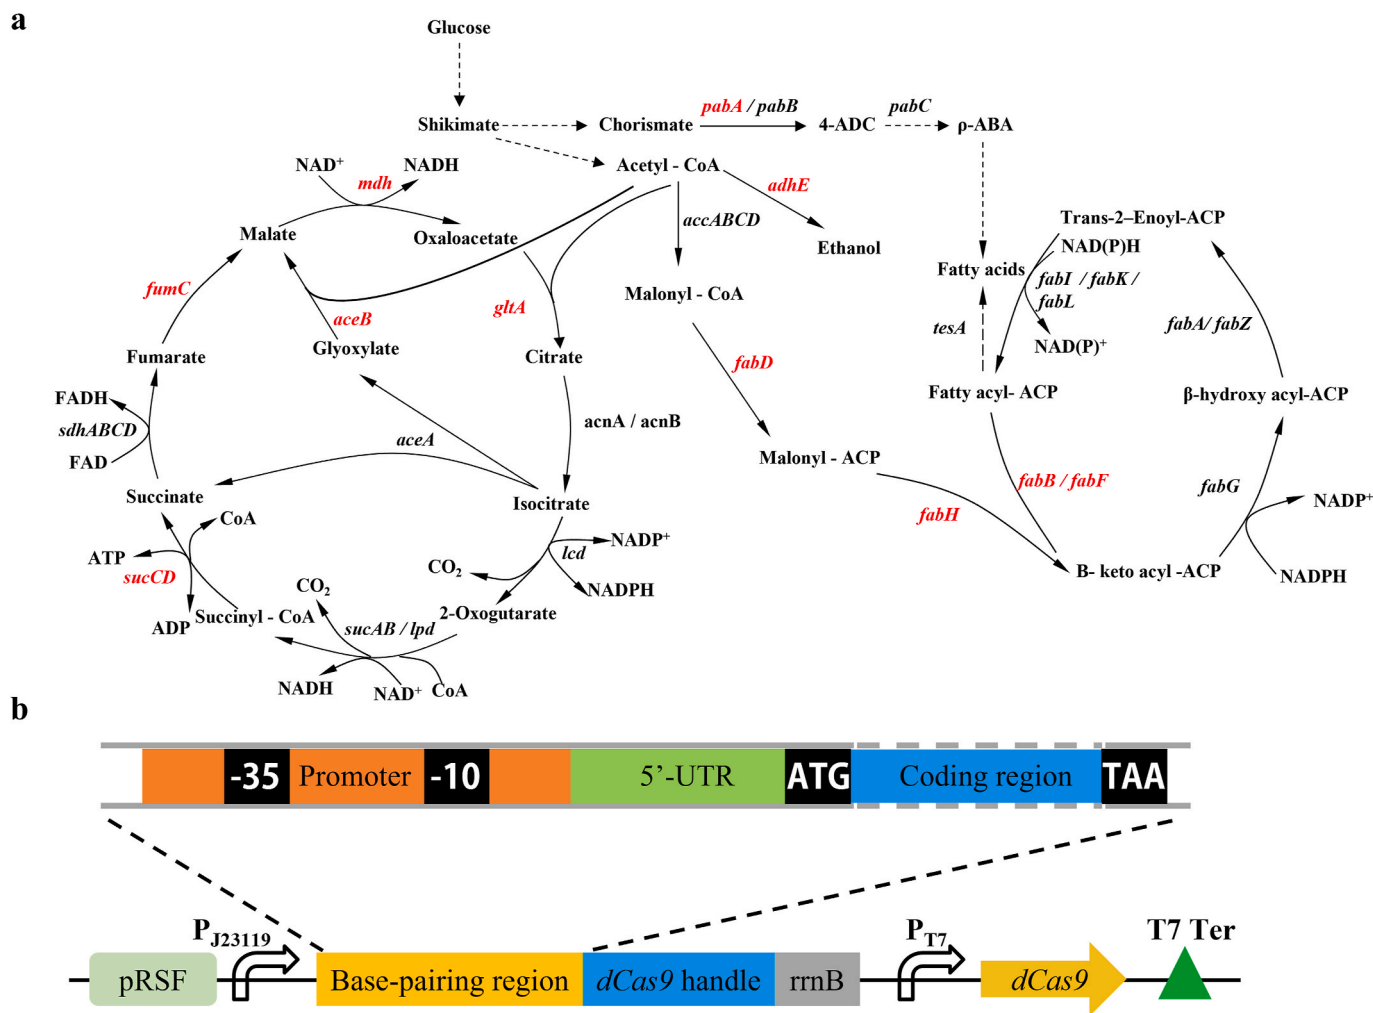 a
Glucose
Shikimate
Chorismate
pabA / pabB
4-ADC
pabC
ρ-ABA
Acetyl - CoA
NAD+
mdh
NADH
adhE
accABCD
Ethanol
Malate
Oxaloacetate
Trans-2–Enoyl-ACP
NAD(P)H
Fatty acids
fabI / fabK /
fabL
NAD(P)+
fumC
aceB
gltA
Malonyl - CoA
tesA
fabA/ fabZ
Fumarate
Glyoxylate
Citrate
fabD
FADH
sdhABCD
FAD
Fatty acyl- ACP
β-hydroxy acyl-ACP
acnA / acnB
aceA
Malonyl - ACP
fabB / fabF
fabG
Succinate
Isocitrate
fabH
NADP+
CoA
ATP
sucCD
ADP
lcd
NADP+
CO2
NADPH
B- keto acyl -ACP
NADPH
Succinyl - CoA
CO2
2-Oxogutarate
sucAB / lpd
NADH
NAD+
CoA
b
-35 Promoter -10 5’-UTR ATG Coding region TAA
PJ23119
PT7
T7 Ter
pRSF
Base-pairing region
dCas9 handle
rrnB
dCas9